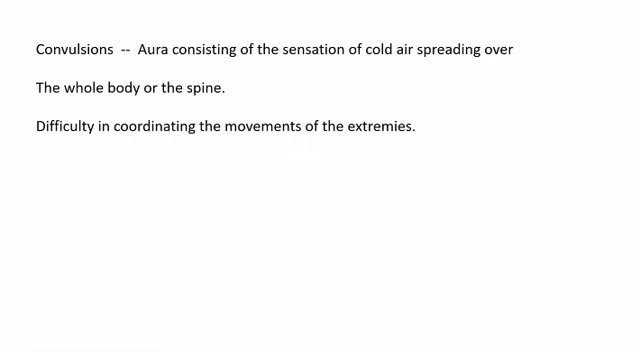 Convulsions -- Aura consisting of the sensation of cold air spreading over
The whole body or the spine.
Difficulty in coordinating the movements of the extremies.